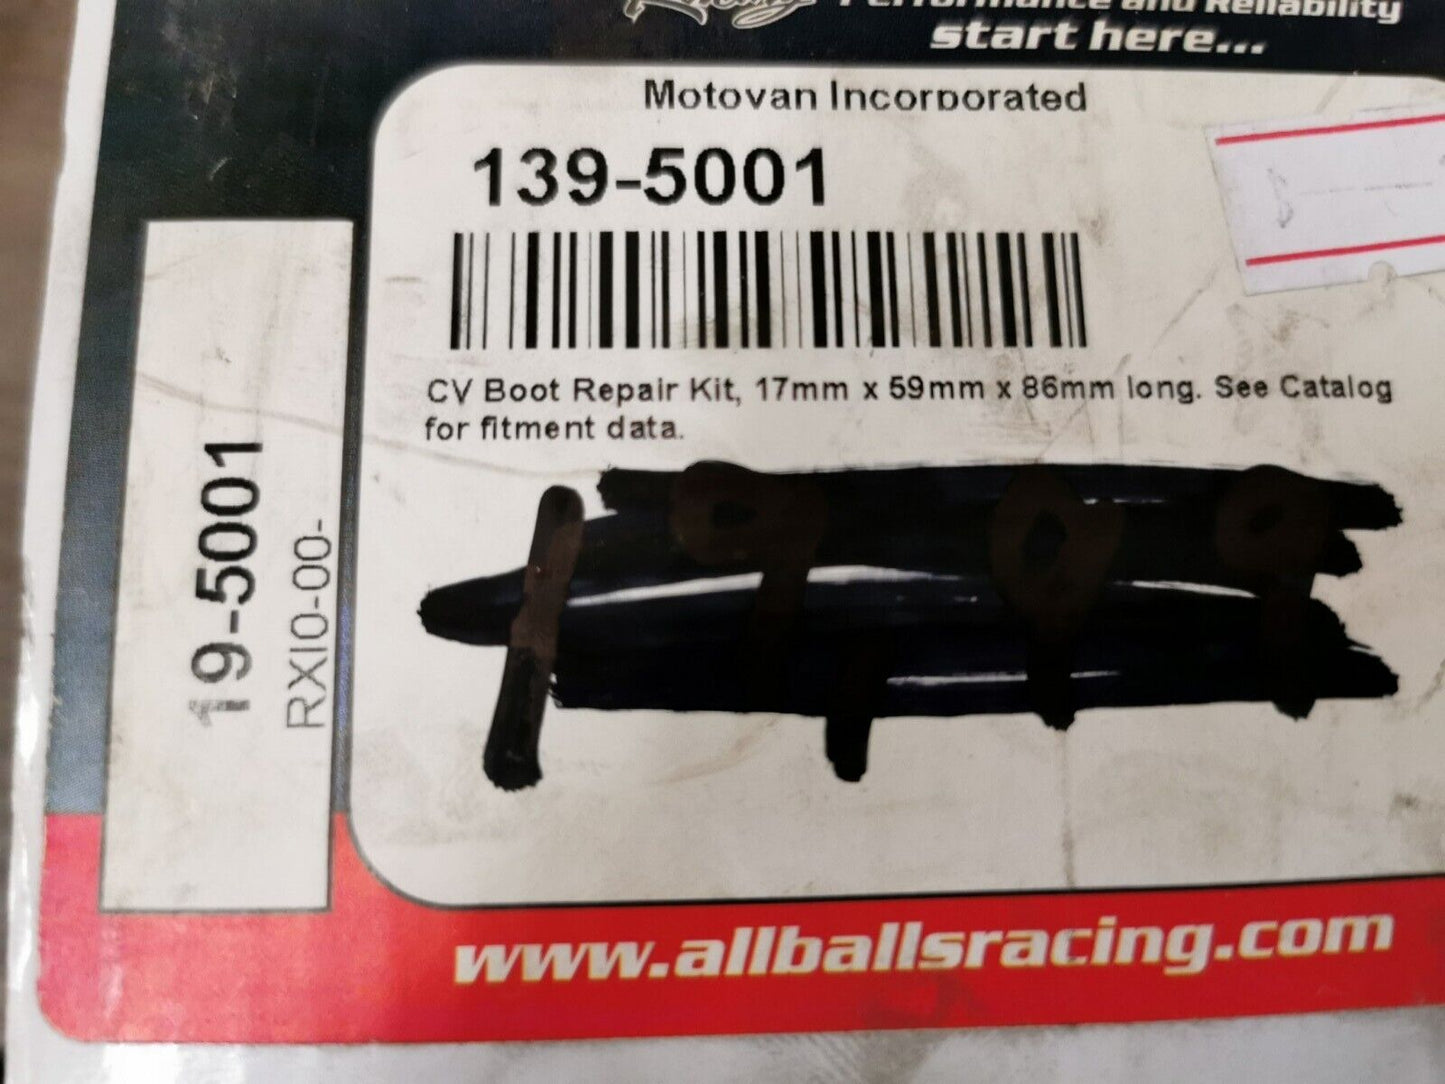 Racing Performance and Reliability
start here...
Motovan Incorporated
139-5001
CV Boot Repair Kit, 17mm x 59mm x 86mm long. See Catalog
for fitment data.
19-5001
RXI0-00-
www.allballsracing.com